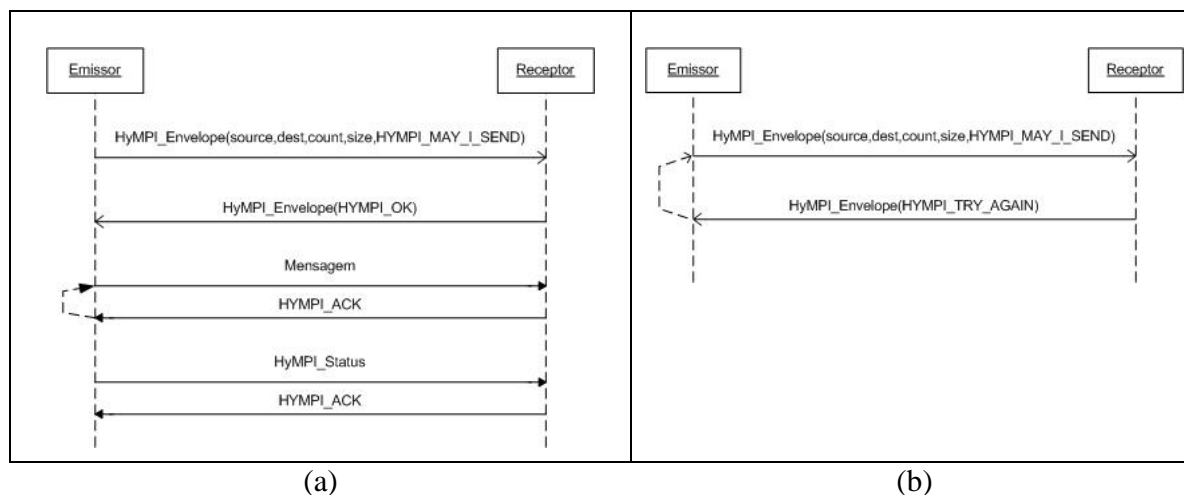 Emissor
Receptor
HyMPI_Envelope(source,dest,count,size,HYMPI_MAY_I_SEND)
HyMPI_Envelope(HYMPI_OK)
Mensagem
HYMPI_ACK
HyMPI_Status
HYMPI_ACK
(a)
Emissor
Receptor
HyMPI_Envelope(source,dest,count,size,HYMPI_MAY_I_SEND)
HyMPI_Envelope(HYMPI_TRY_AGAIN)
(b)